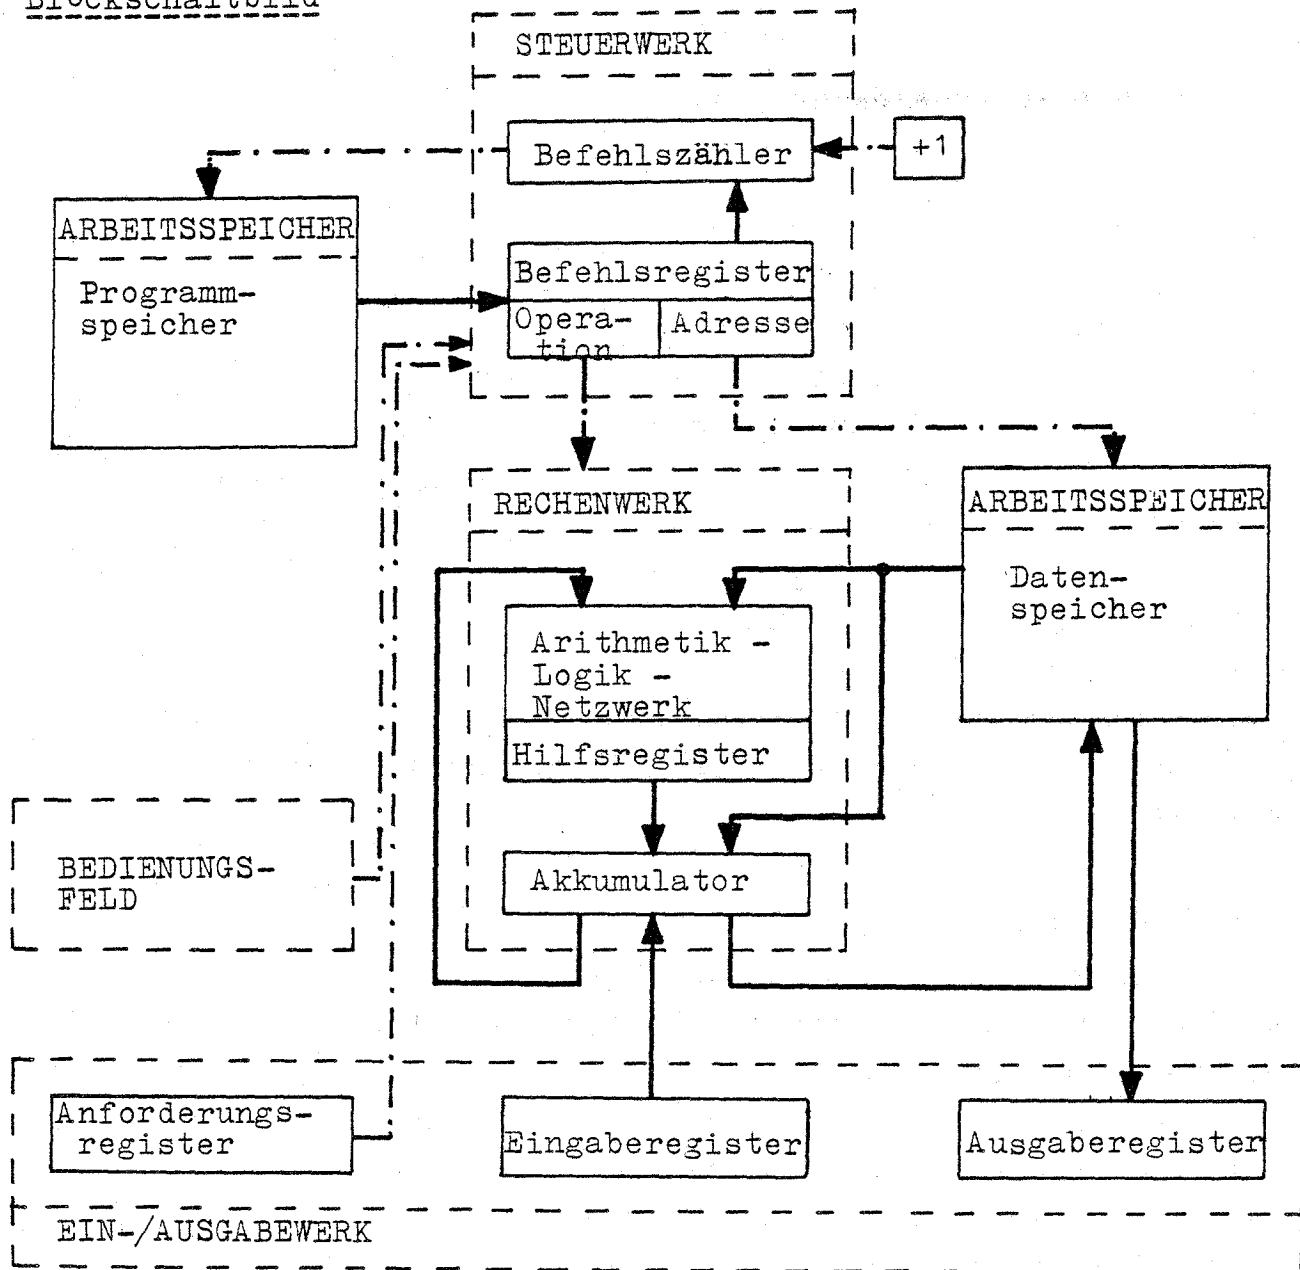 Blockschaltbild
STEUERWERK
Befehlszähler
+1
ARBEITSSPEICHER
Programm-
speicher
Befehlsregister
Opera-
tion
Adresse
RECHENWERK
ARBEITSSPEICHER
Daten-
speicher
Arithmetik -
Logik -
Netzwerk
Hilfsregister
BEDIENUNGS-
FELD
Akkumulator
Anforderungs-
register
Eingaberegister
Ausgaberegister
EIN-/AUSGABEWERK